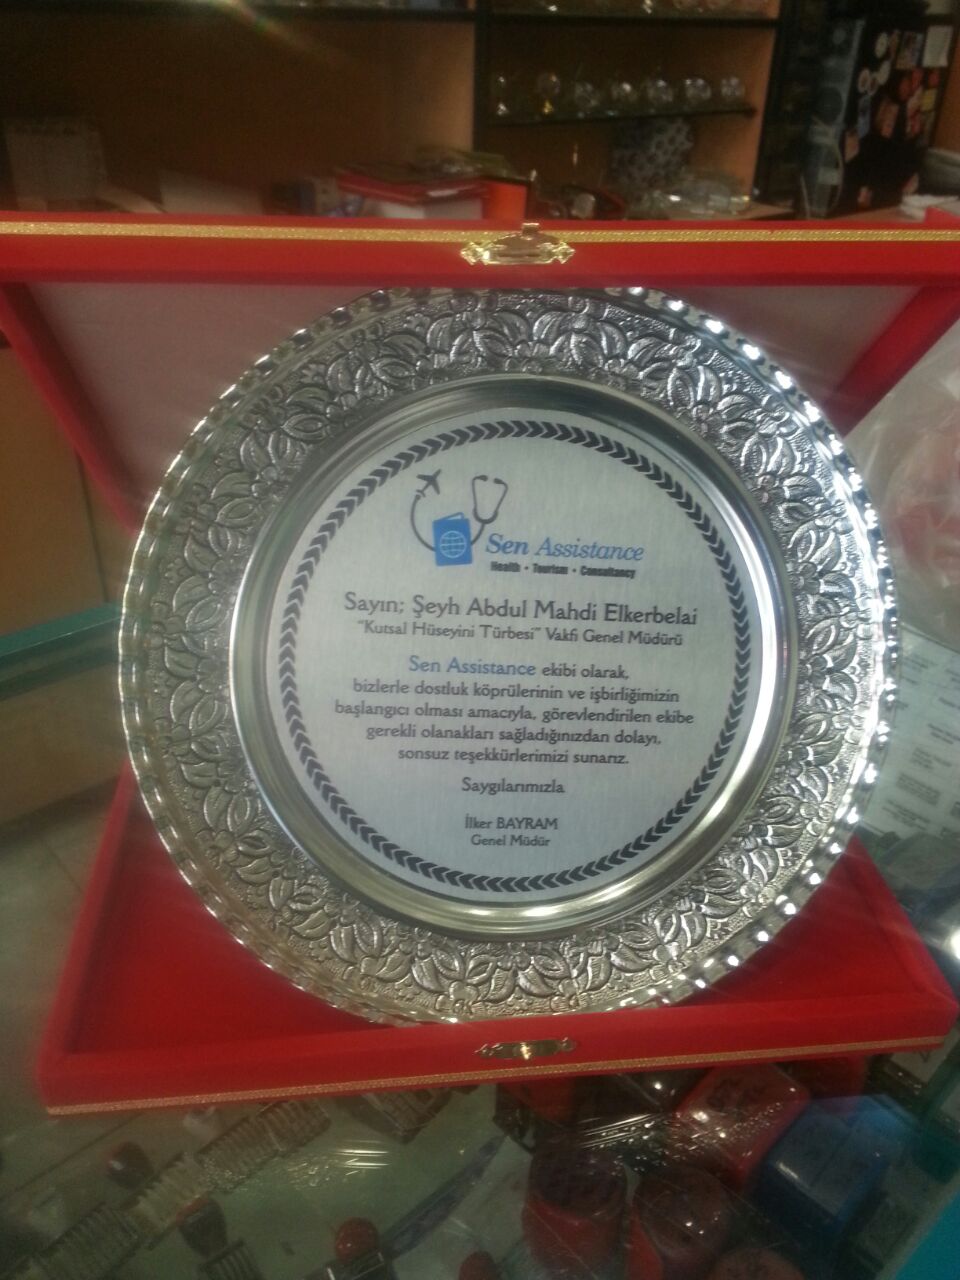 Sen Assistance
Health • Tourism • Consultancy
Sayın; Şeyh Abdul Mahdi Elkerbelai
"Kutsal Hüseyini Türbesi" Vakfı Genel Müdürü
Sen Assistance ekibi olarak,
bizlerle dostluk köprülerinin ve işbirliğimizin
başlangıcı olması amacıyla, görevlendirilen ekibe
gerekli olanakları sağladığınızdan dolayı,
sonsuz teşekkürlerimizi sunarız.
Saygılarımızla
İlker BAYRAM
Genel Müdür